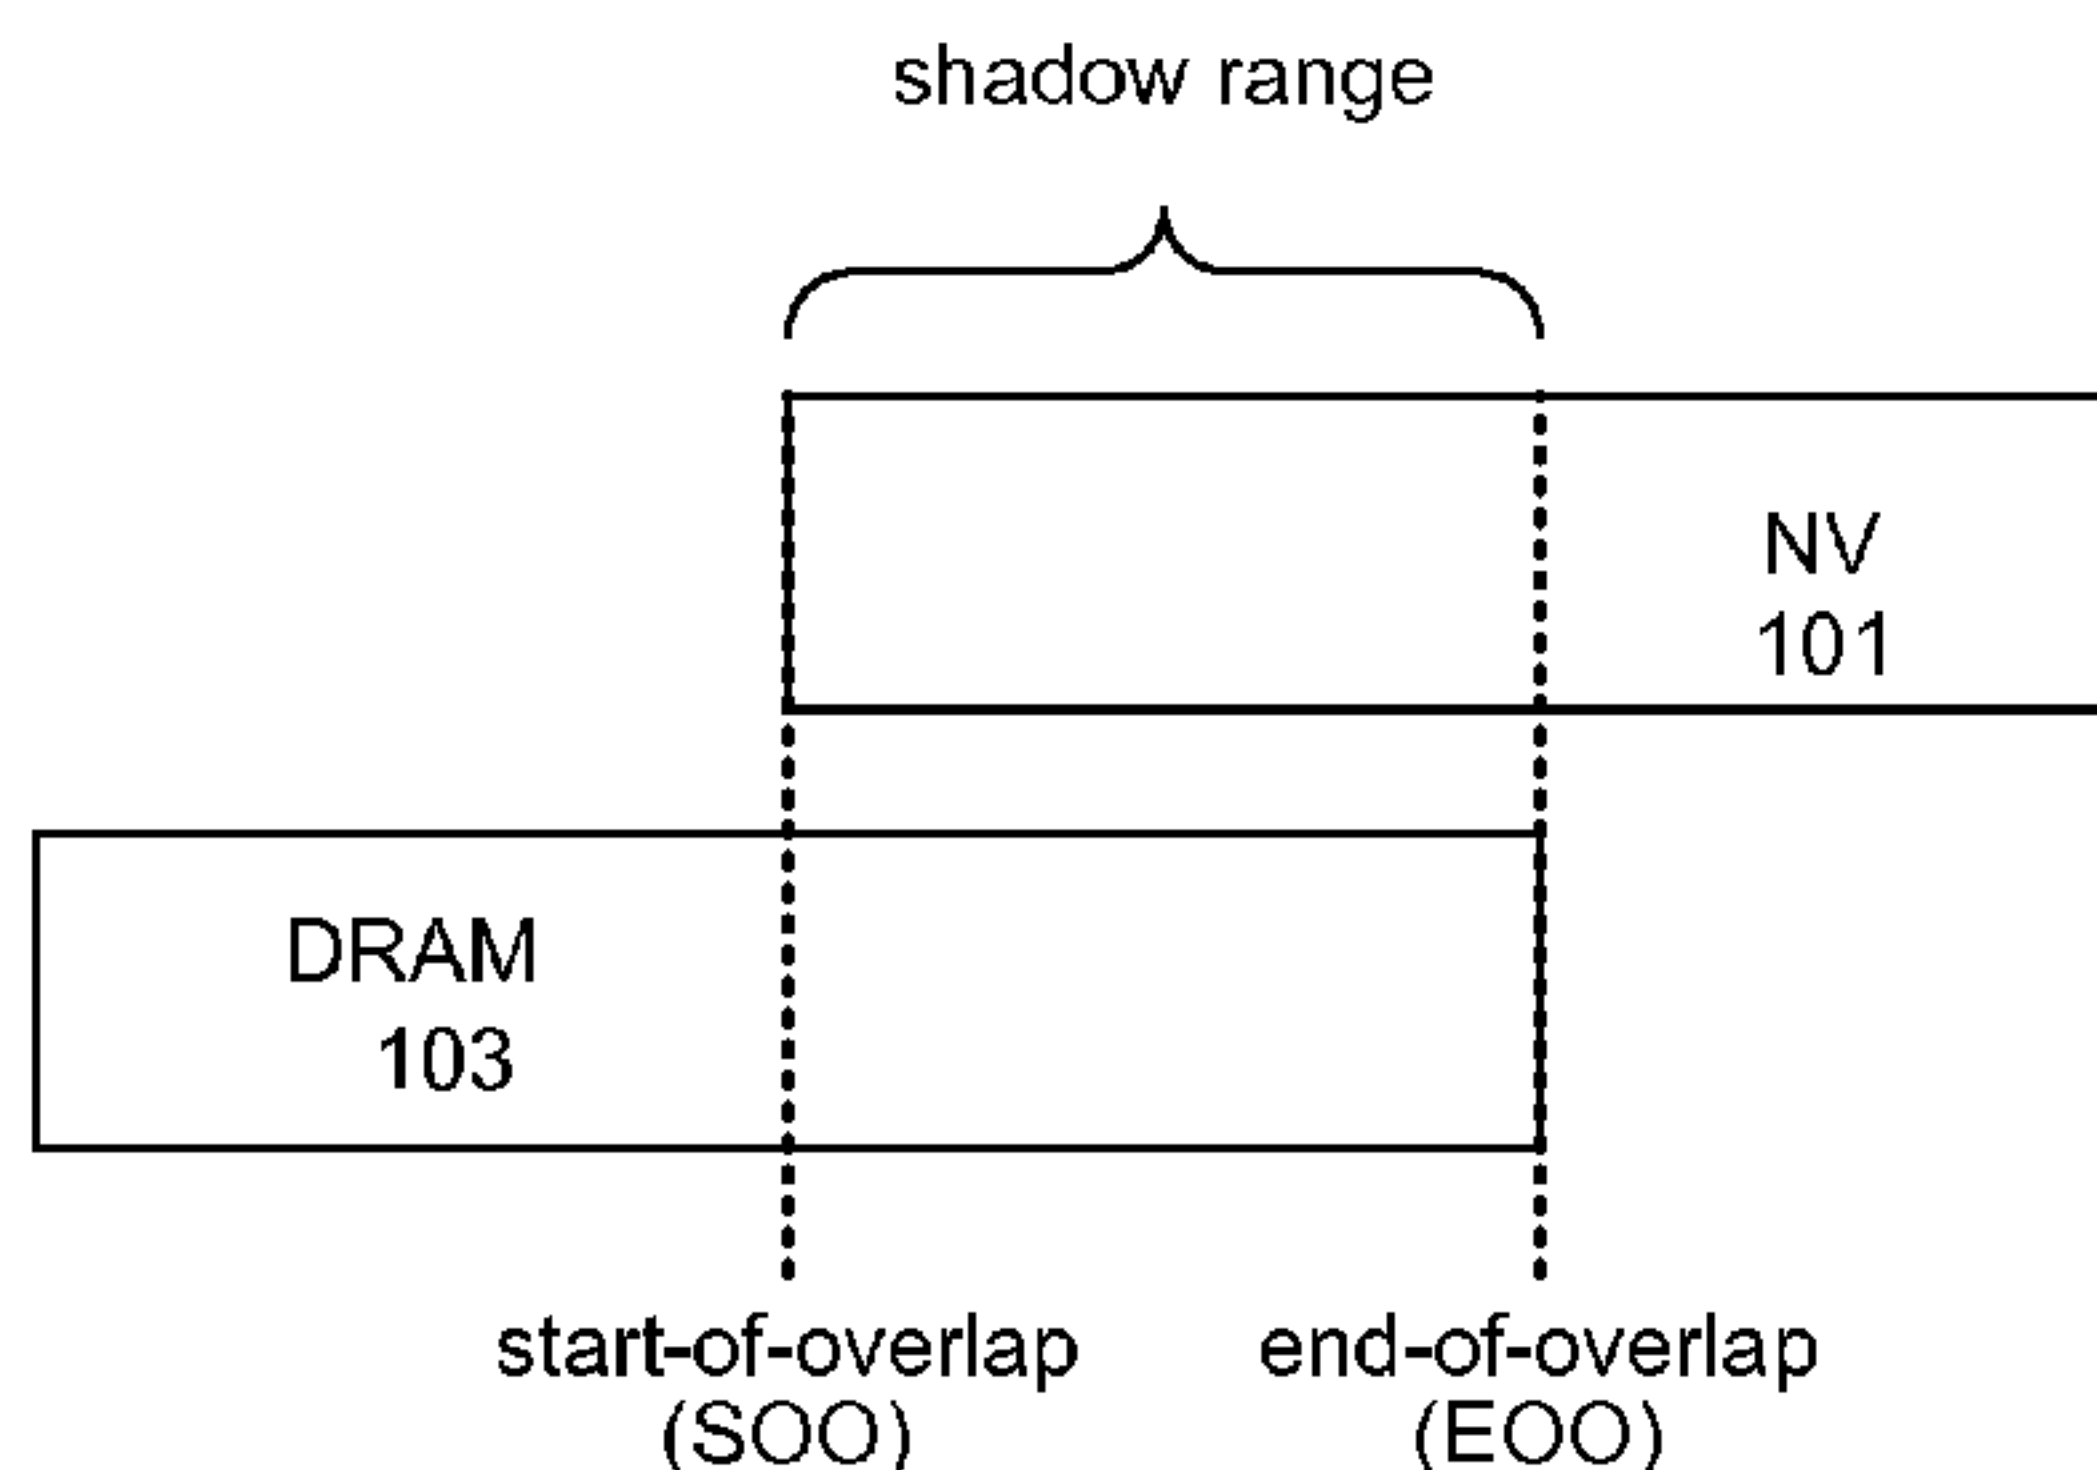 shadow range
NV
101
DRAM
103
start-of-overlap
(SOO)
end-of-overlap
(EOO)